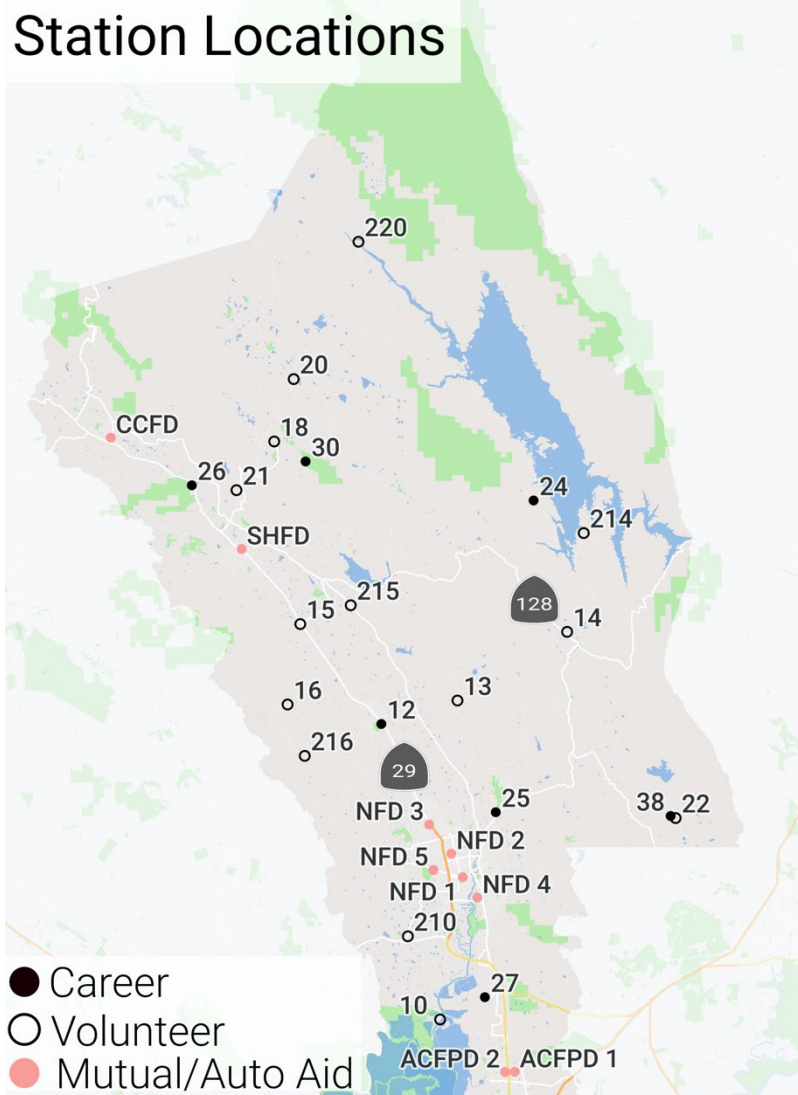 Station Locations
220
20
CCFD
18
30
26
21
24
214
SHFD
215
128
15
14
16
13
12
216
29
25
NFD 3
38
22
NFD 2
NFD 5
NFD 1
NFD 4
210
Career
27
10
Volunteer
ACFPD 2
ACFPD 1
Mutual/Auto Aid